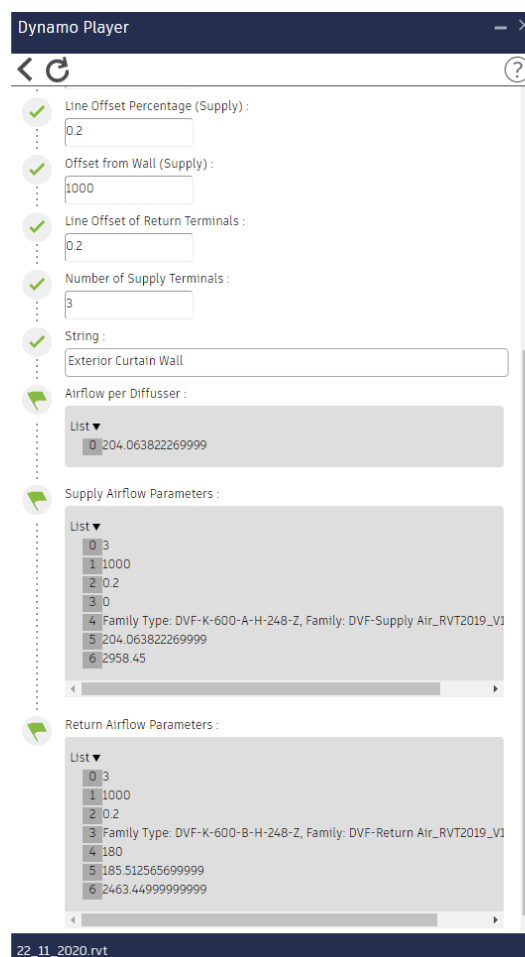 Dynamo Player
Line Offset Percentage (Supply) :
0.2
Offset from Wall (Supply) :
1000
Line Offset of Return Terminals :
0.2
Number of Supply Terminals :
3
String :
Exterior Curtain Wall
Airflow per Diffusser :
List ▼
0 204.063822269999
Supply Airflow Parameters :
List ▼
0 3
1 1000
2 0.2
3 0
4 Family Type: DVF-K-600-A-H-248-Z, Family: DVF-Supply Air_RVT2019_V1
5 204.063822269999
6 2958.45
Return Airflow Parameters :
List ▼
0 3
1 1000
2 0.2
3 Family Type: DVF-K-600-B-H-248-Z, Family: DVF-Return Air_RVT2019_V1
4 180
5 185.512565699999
6 2463.44999999999
22_11_2020.rvt